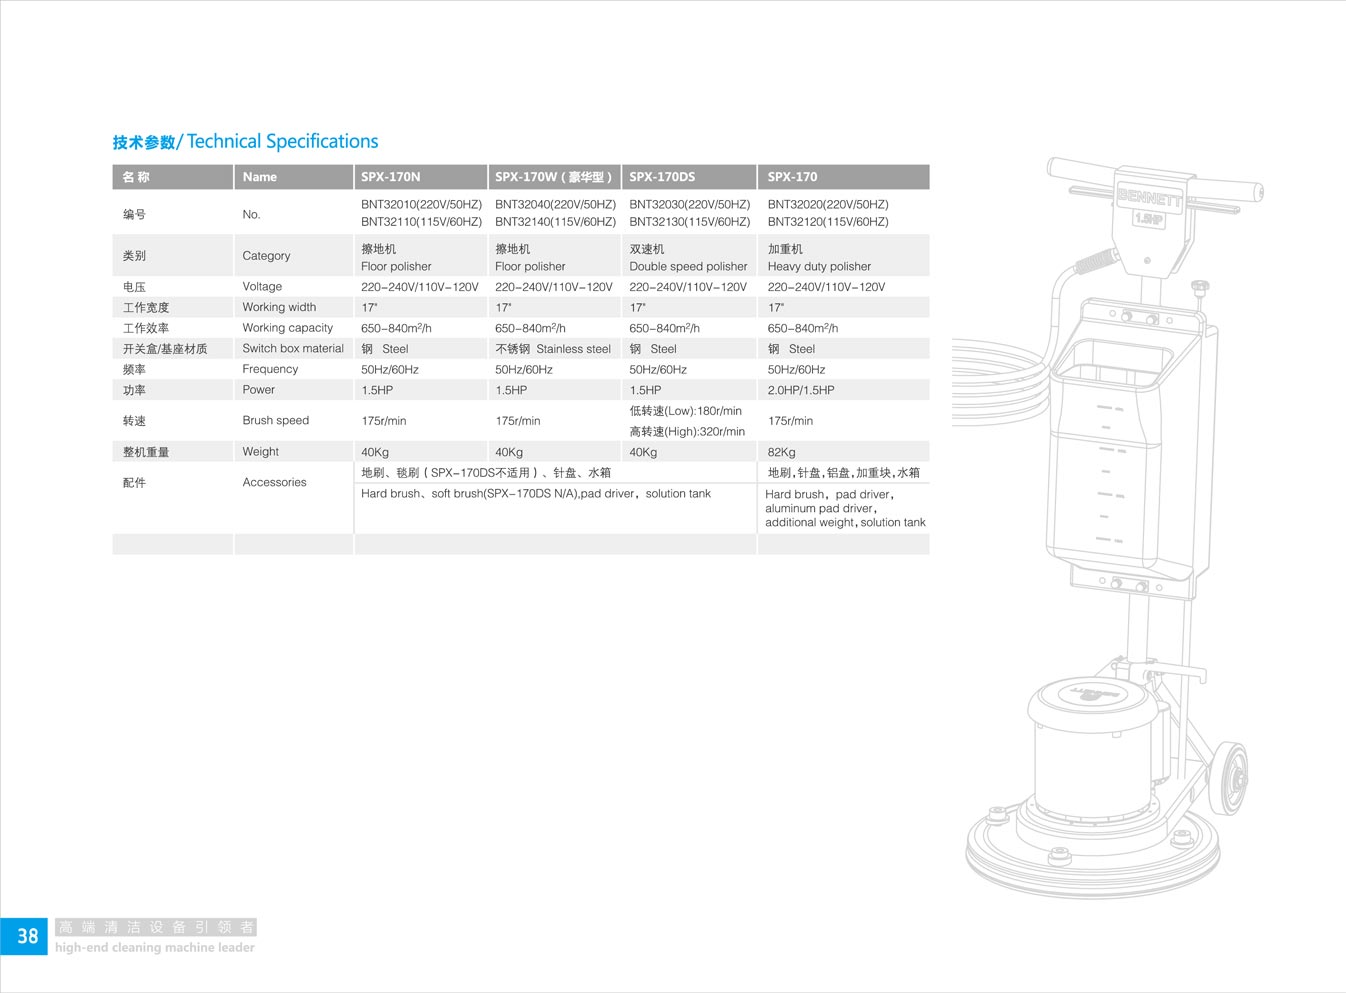 技术参数/ Technical Specifications
名 称 Name SPX-170N SPX-170W（豪华型） SPX-170DS SPX-170
编号 No. BNT32010(220V/50HZ) BNT32040(220V/50HZ) BNT32030(220V/50HZ) BNT32020(220V/50HZ)
BNT32110(115V/60HZ) BNT32140(115V/60HZ) BNT32130(115V/60HZ) BNT32120(115V/60HZ)
类别 Category 擦地机 擦地机 双速机 加重机
Floor polisher Floor polisher Double speed polisher Heavy duty polisher
电压 Voltage 220-240V/110V-120V 220-240V/110V-120V 220-240V/110V-120V 220-240V/110V-120V
工作宽度 Working width 17" 17" 17" 17"
工作效率 Working capacity 650-840m²/h 650-840m²/h 650-840m²/h 650-840m²/h
开关盒/基座材质 Switch box material 钢 Steel 不锈钢 Stainless steel 钢 Steel 钢 Steel
频率 Frequency 50Hz/60Hz 50Hz/60Hz 50Hz/60Hz 50Hz/60Hz
功率 Power 1.5HP 1.5HP 1.5HP 2.0HP/1.5HP
转速 Brush speed 175r/min 175r/min 低转速(Low):180r/min 175r/min
高转速(High):320r/min
整机重量 Weight 40Kg 40Kg 40Kg 82Kg
配件 Accessories 地刷、毯刷（SPX-170DS不适用）、针盘、水箱 地刷,针盘,铝盘,加重块,水箱
Hard brush、soft brush(SPX-170DS N/A),pad driver，solution tank Hard brush，pad driver，
aluminum pad driver，
additional weight,solution tank
BENNETT
1.5HP
BENNETT
38
高端清洁设备引领者
high-end cleaning machine leader